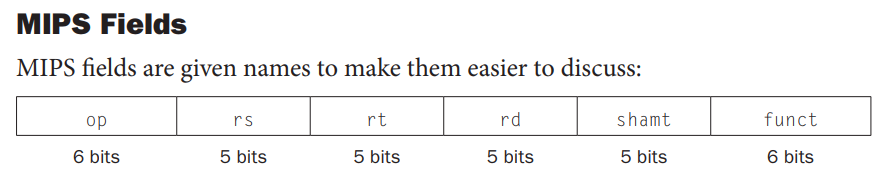 MIPS Fields
MIPS fields are given names to make them easier to discuss:
op rs rt rd shamt funct
6 bits 5 bits 5 bits 5 bits 5 bits 6 bits